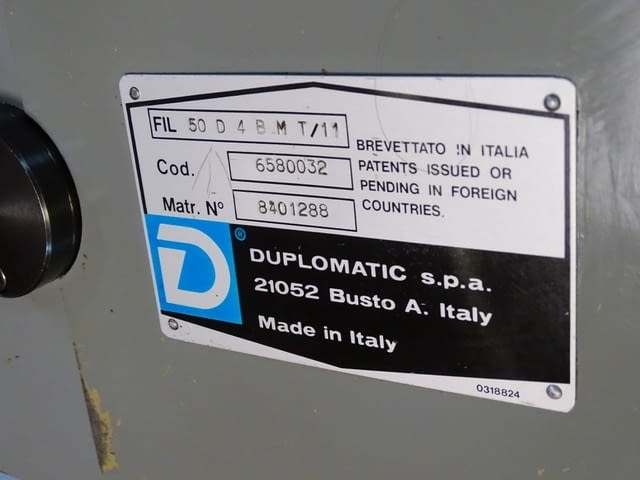 FIL 50 D 4 B M T/11
Cod. 6580032
Matr. Nº 8401288
BREVETTATO IN ITALIA
PATENTS ISSUED OR
PENDING IN FOREIGN
COUNTRIES.
D ®
DUPLOMATIC s.p.a.
21052 Busto A. Italy
Made in Italy
0318824